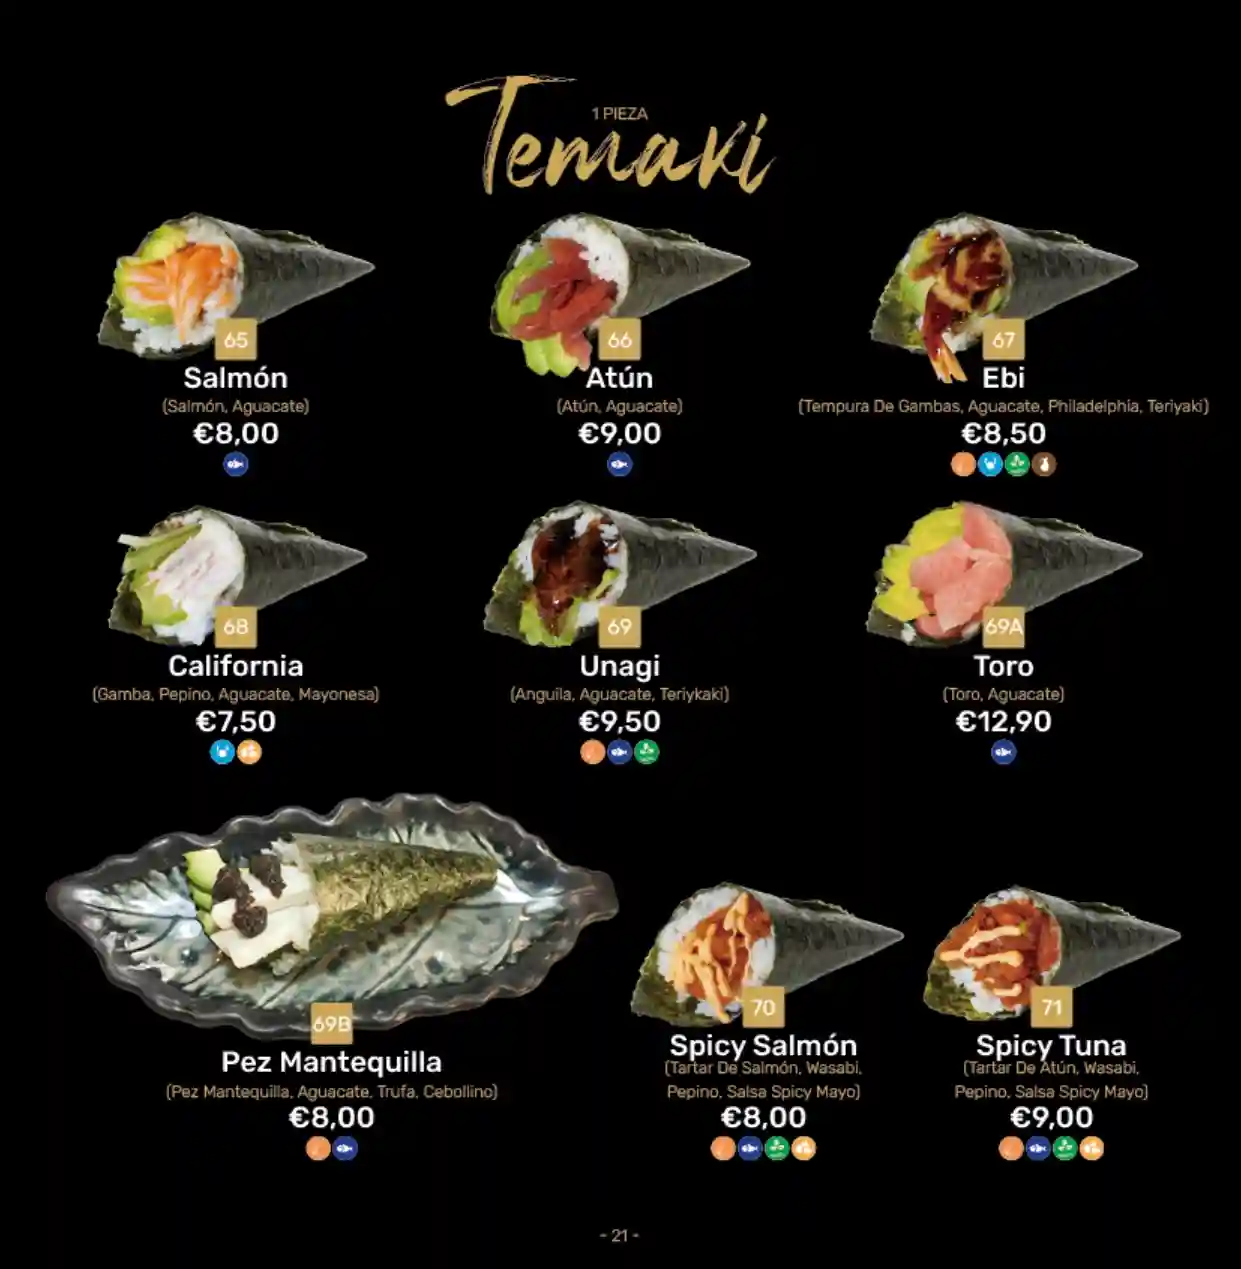 1 PIEZA
Temaki
65
Salmón
(Salmón, Aguacate)
€8,00
66
Atún
(Atún, Aguacate)
€9,00
67
Ebi
(Tempura De Gambas, Aguacate, Philadelphia, Teriyaki)
€8,50
68
California
(Gamba, Pepino, Aguacate, Mayonesa)
€7,50
69
Unagi
(Anguila, Aguacate, Teriykaki)
€9,50
69A
Toro
(Toro, Aguacate)
€12,90
69B
Pez Mantequilla
(Pez Mantequilla, Aguacate, Trufa, Cebollino)
€8,00
70
Spicy Salmón
(Tartar De Salmón, Wasabi,
Pepino, Salsa Spicy Mayo)
€8,00
71
Spicy Tuna
(Tartar De Atún, Wasabi,
Pepino, Salsa Spicy Mayo)
€9,00
- 21 -